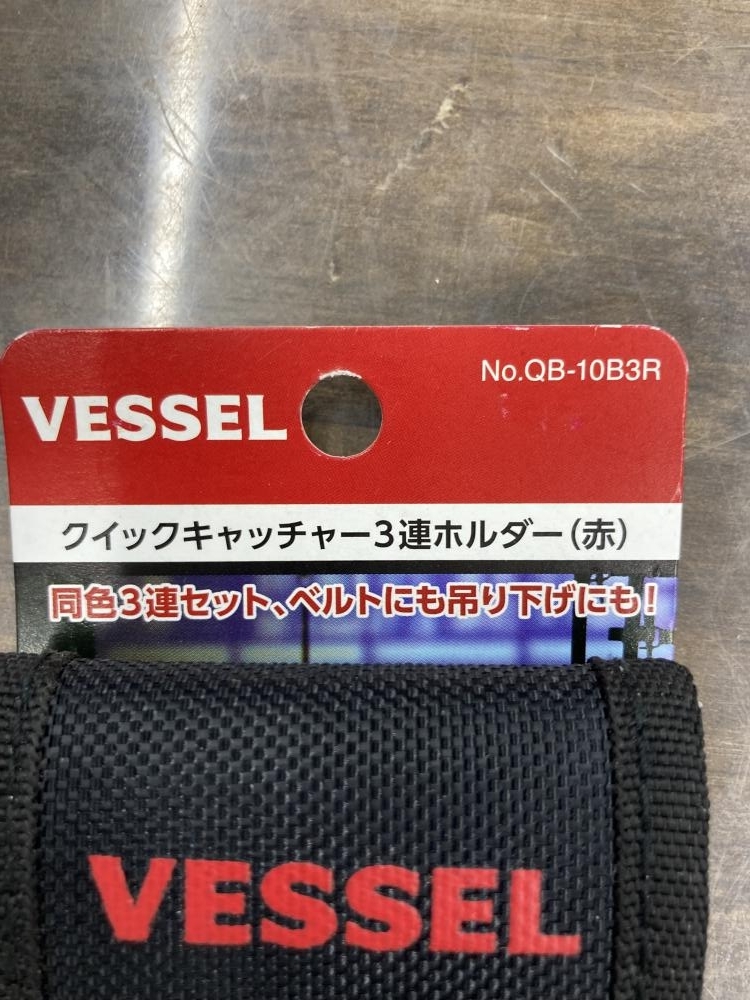 No.QB-10B3R
VESSEL
クイックキャッチャー3連ホルダー(赤)
同色3連セット、ベルトにも吊り下げにも!
VESSEL